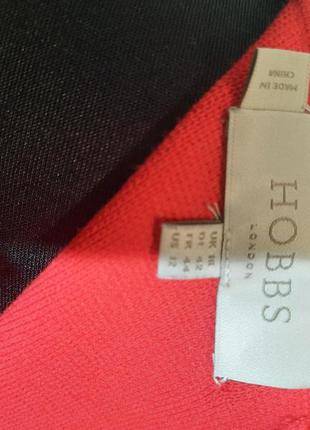 MADE IN
CHINA
HOBBS
LONDON
UK 16
DE 42
FR 44
US 12